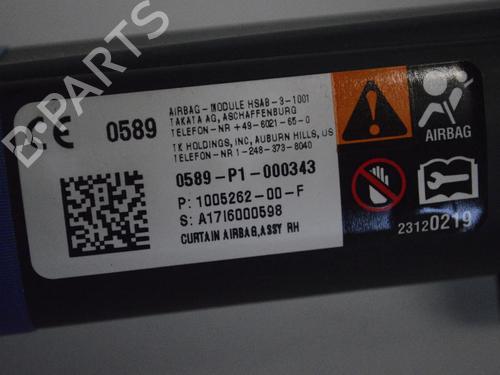 B-PARTS
CE 0589
AIRBAG-MODULE HSAB-3-1001
TAKATA AG, ASCHAFFENBURG
TELEFON-NR +49-6021-65-0
TK HOLDINGS, INC, AUBURN HILLS, US
TELEFON-NR 1-248-373-8040
0589-P1-000343
P: 1005262-00-F
S: A17I6000598
CURTAIN AIRBAG,ASSY RH
AIRBAG
23120219